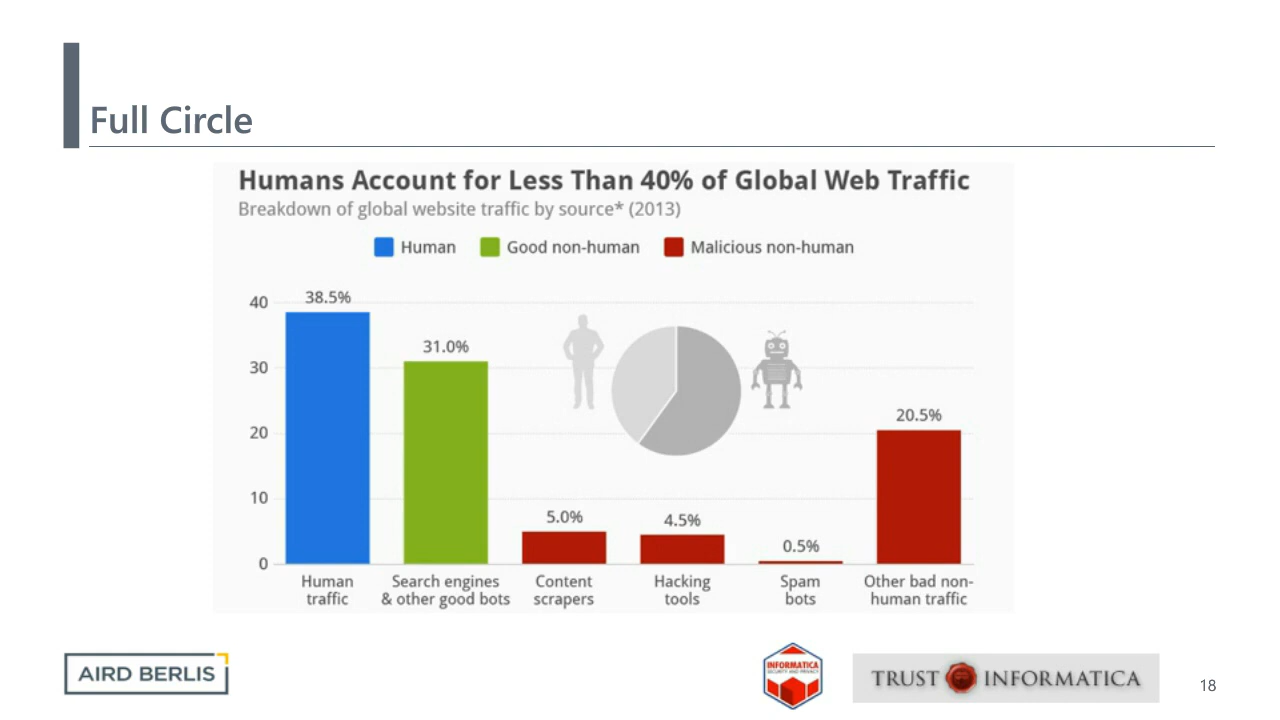 Full Circle
Humans Account for Less Than 40% of Global Web Traffic
Breakdown of global website traffic by source* (2013)
Human Good non-human Malicious non-human
40
30
20
10
0
38.5%
31.0%
5.0%
4.5%
0.5%
20.5%
Human
traffic
Search engines
& other good bots
Content
scrapers
Hacking
tools
Spam
bots
Other bad non-
human traffic
AIRD BERLIS
INFORMATICA
SECURITY AND PRIVACY
TRUST INFORMATICA
18